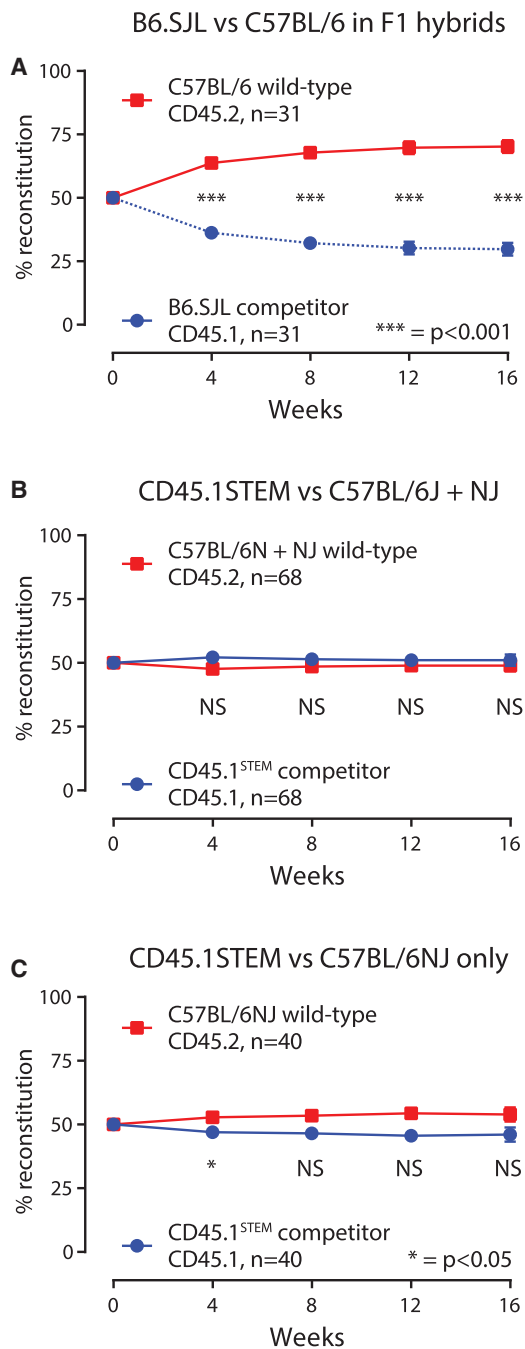 B6.SJL vs C57BL/6 in F1 hybrids
A
100
75
50
25
0
% reconstitution
C57BL/6 wild-type
CD45.2, n=31
*** *** *** ***
B6.SJL competitor
CD45.1, n=31
*** = p<0.001
0 4 8 12 16
Weeks
B
CD45.1STEM vs C57BL/6J + NJ
100
75
50
25
0
% reconstitution
C57BL/6N + NJ wild-type
CD45.2, n=68
NS NS NS NS
CD45.1STEM competitor
CD45.1, n=68
0 4 8 12 16
Weeks
C
CD45.1STEM vs C57BL/6NJ only
100
75
50
25
0
% reconstitution
C57BL/6NJ wild-type
CD45.2, n=40
* NS NS NS
CD45.1STEM competitor
CD45.1, n=40
* = p<0.05
0 4 8 12 16
Weeks